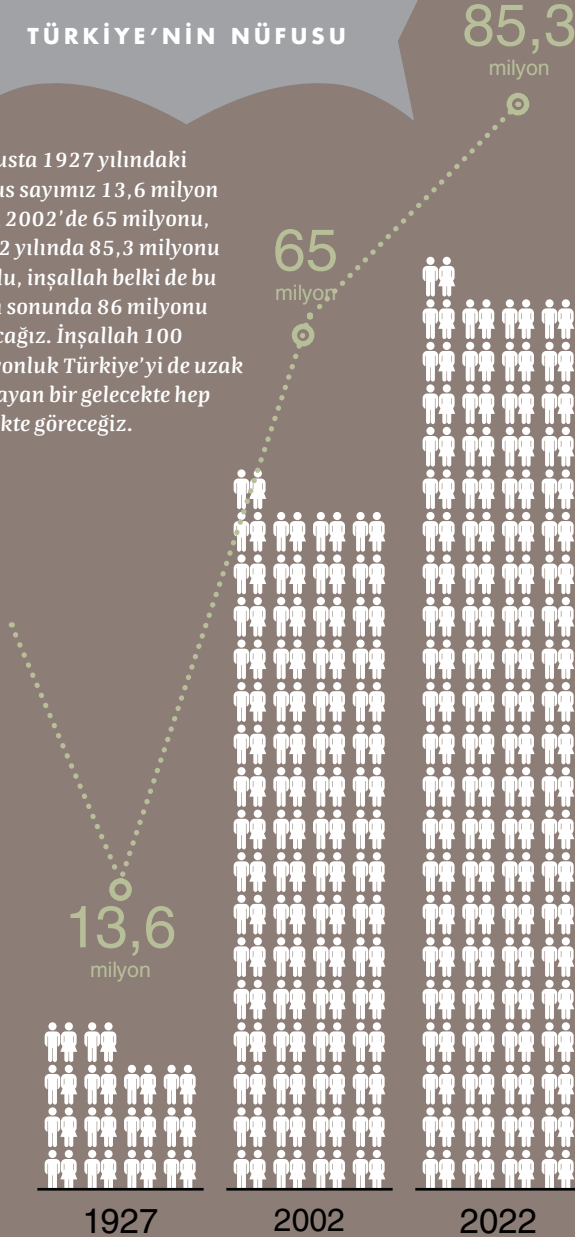 TÜRKİYE’NİN NÜFUSU
85,3
milyon
usta 1927 yılındaki
us sayımız 13,6 milyon
2002’de 65 milyonu,
2 yılında 85,3 milyonu
lu, inşallah belki de bu
sonunda 86 milyonu
cağız. İnşallah 100
yonluk Türkiye’yi de uzak
ayan bir gelecekte hep
kte göreceğiz.
65
milyon
13,6
milyon
1927
2002
2022